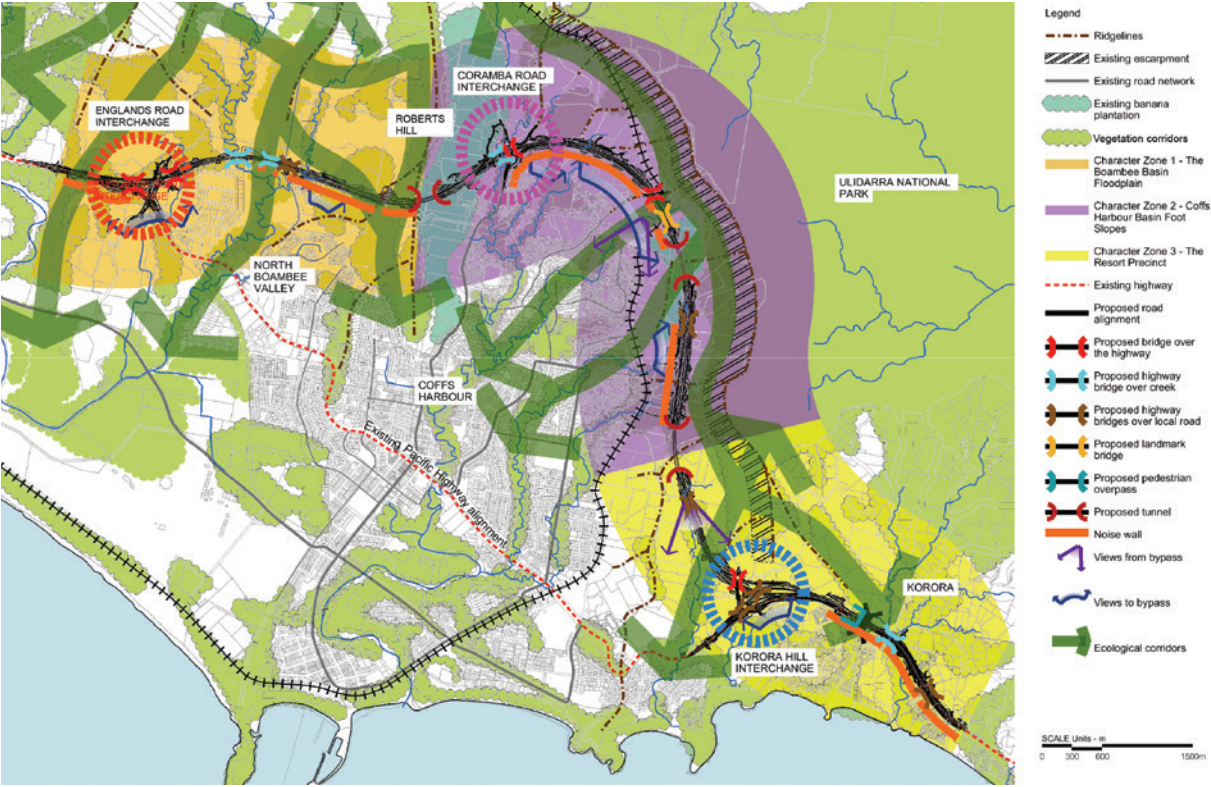 ENGLANDS ROAD
INTERCHANGE
ROBERTS
HILL
CORAMBA ROAD
INTERCHANGE
ULIDARRA NATIONAL
PARK
NORTH
BOAMBEE
VALLEY
COFFS
HARBOUR
Existing Pacific Highway alignment
KORORA
KORORA HILL
INTERCHANGE
Legend
Ridgelines
Existing escarpment
Existing road network
Existing banana
plantation
Vegetation corridors
Character Zone 1 - The
Boambee Basin
Floodplain
Character Zone 2 - Coffs
Harbour Basin Foot
Slopes
Character Zone 3 - The
Resort Precinct
Existing highway
Proposed road
alignment
Proposed bridge over
the highway
Proposed highway
bridge over creek
Proposed highway
bridges over local road
Proposed landmark
bridge
Proposed pedestrian
overpass
Proposed tunnel
Noise wall
Views from bypass
Views to bypass
Ecological corridors
SCALE Units - m
0 300 600 1500m